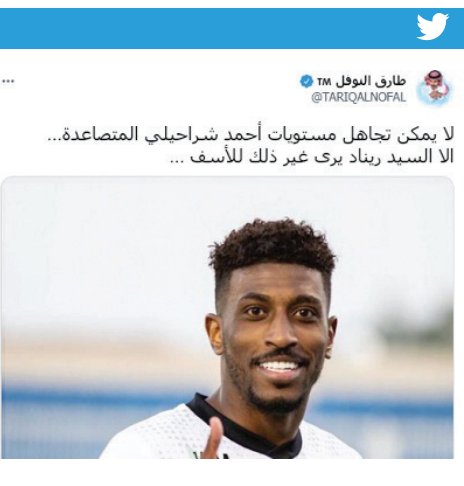 طارق النوفل TM
@TARIQALNOFAL
لا يمكن تجاهل مستويات أحمد شراحيلي المتصاعدة...
الا السيد ريناد يرى غير ذلك للأسف ...